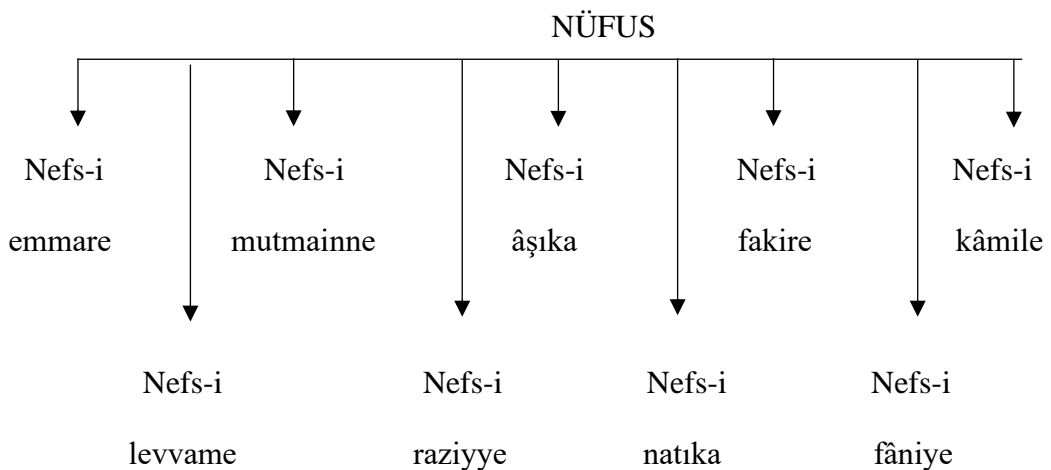 NÜFUS
Nefs-i Nefs-i Nefs-i Nefs-i Nefs-i
emmare mutmainne âşıka fakire kâmile
Nefs-i Nefs-i Nefs-i Nefs-i
levvame raziyye natıka fâniye